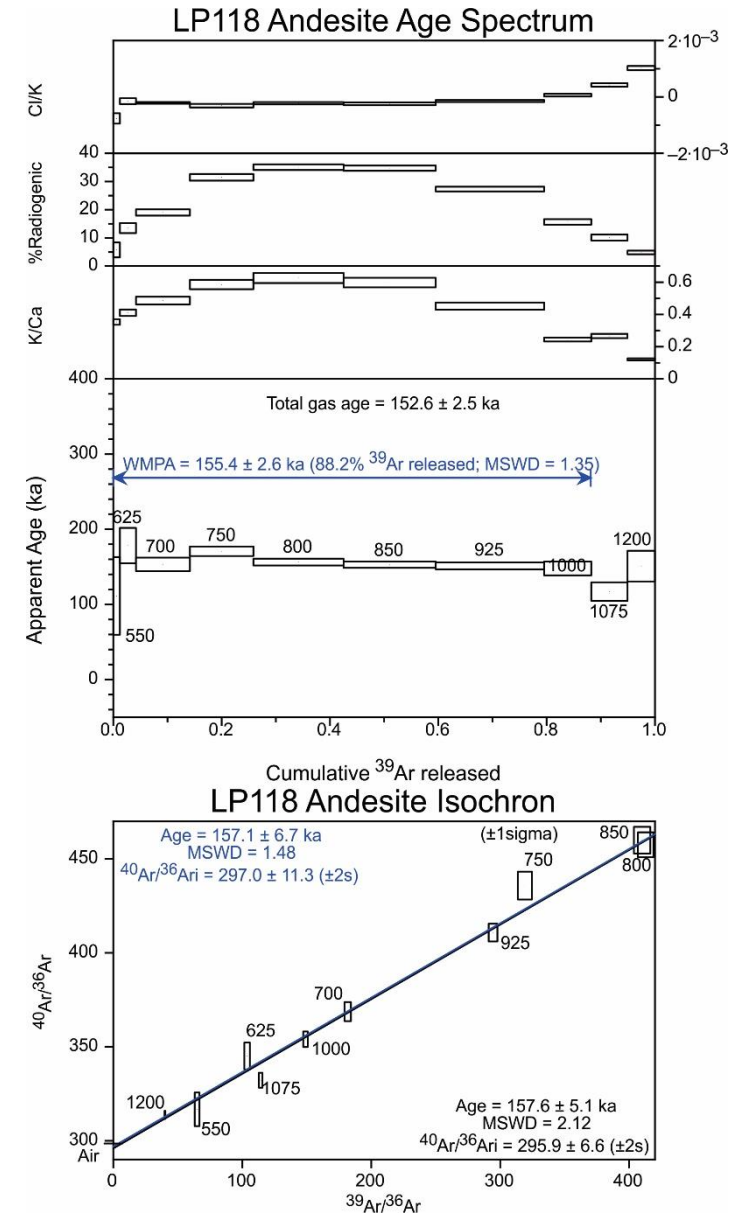 LP118 Andesite Age Spectrum
2·10⁻³
0
−2·10⁻³
Cl/K
40
30
20
10
0
%Radiogenic
0.6
0.4
0.2
0
K/Ca
400
300
200
100
0
Apparent Age (ka)
Total gas age = 152.6 ± 2.5 ka
WMPA = 155.4 ± 2.6 ka (88.2% ³⁹Ar released; MSWD = 1.35)
625
700
750
800
850
925
1000
1200
550
1075
0.0 0.2 0.4 0.6 0.8 1.0
Cumulative ³⁹Ar released
LP118 Andesite Isochron
Age = 157.1 ± 6.7 ka
MSWD = 1.48
⁴⁰Ar/³⁶Ari = 297.0 ± 11.3 (±2s)
(±1sigma)
850
800
750
925
700
625
1000
1075
1200
550
450
400
350
300
Air
⁴⁰Ar/³⁶Ar
Age = 157.6 ± 5.1 ka
MSWD = 2.12
⁴⁰Ar/³⁶Ari = 295.9 ± 6.6 (±2s)
0 100 200 300 400
³⁹Ar/³⁶Ar